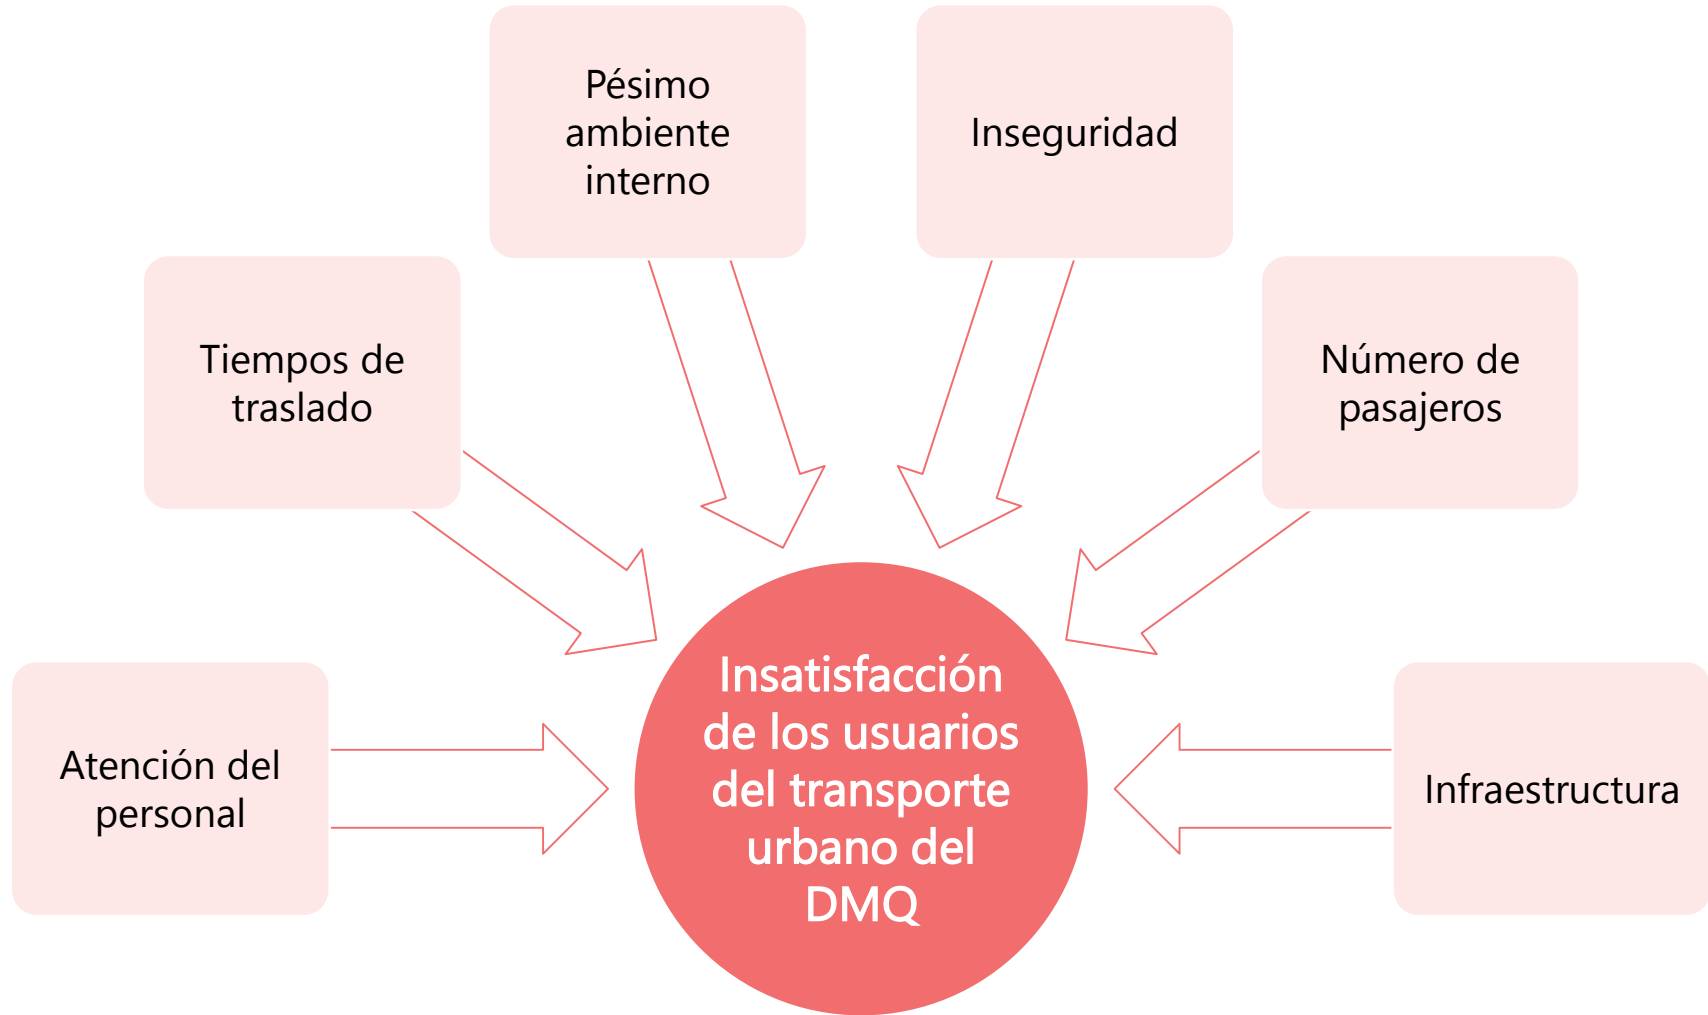 Pésimo
ambiente
interno
Inseguridad
Tiempos de
traslado
Número de
pasajeros
Atención del
personal
Insatisfacción
de los usuarios
del transporte
urbano del
DMQ
Infraestructura